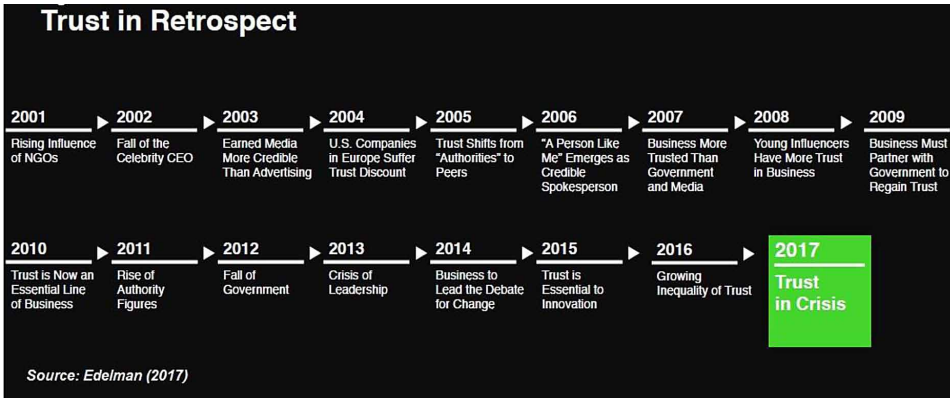 Trust in Retrospect
2001
Rising Influence
of NGOs
2002
Fall of the
Celebrity CEO
2003
Earned Media
More Credible
Than Advertising
2004
U.S. Companies
in Europe Suffer
Trust Discount
2005
Trust Shifts from
“Authorities” to
Peers
2006
“A Person Like
Me” Emerges as
Credible
Spokesperson
2007
Business More
Trusted Than
Government
and Media
2008
Young Influencers
Have More Trust
in Business
2009
Business Must
Partner with
Government to
Regain Trust
2010
Trust is Now an
Essential Line
of Business
2011
Rise of
Authority
Figures
2012
Fall of
Government
2013
Crisis of
Leadership
2014
Business to
Lead the Debate
for Change
2015
Trust is
Essential to
Innovation
2016
Growing
Inequality of Trust
2017
Trust
in Crisis
Source: Edelman (2017)